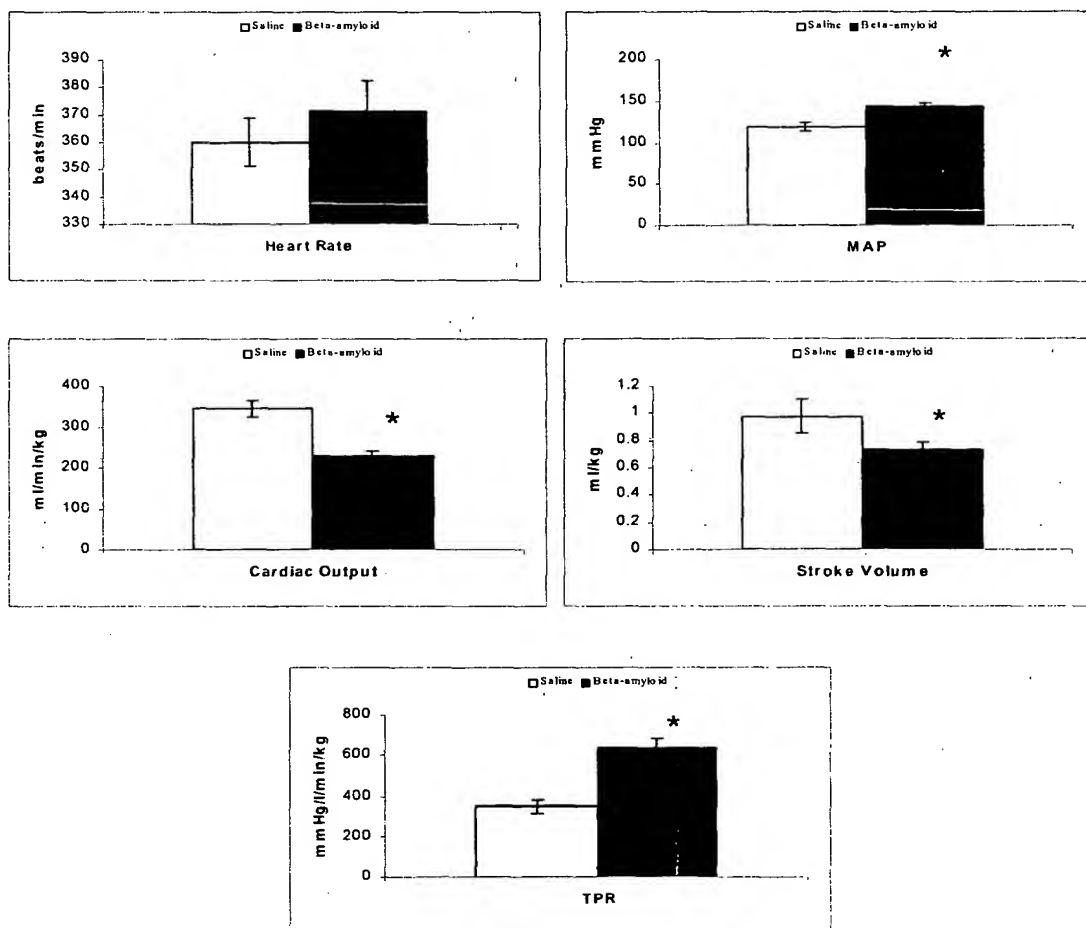 Saline Beta-amyloid
390
380
370
360
350
340
330
beats/min
Heart Rate
Saline Beta-amyloid
*
200
150
100
50
0
mmHg
MAP
Saline Beta-amyloid
400
300
200
100
0
*
ml/min/kg
Cardiac Output
Saline Beta-amyloid
1.2
1
0.8
0.6
0.4
0.2
0
*
ml/kg
Stroke Volume
Saline Beta-amyloid
800
600
400
200
0
*
mmHg/l/min/kg
TPR